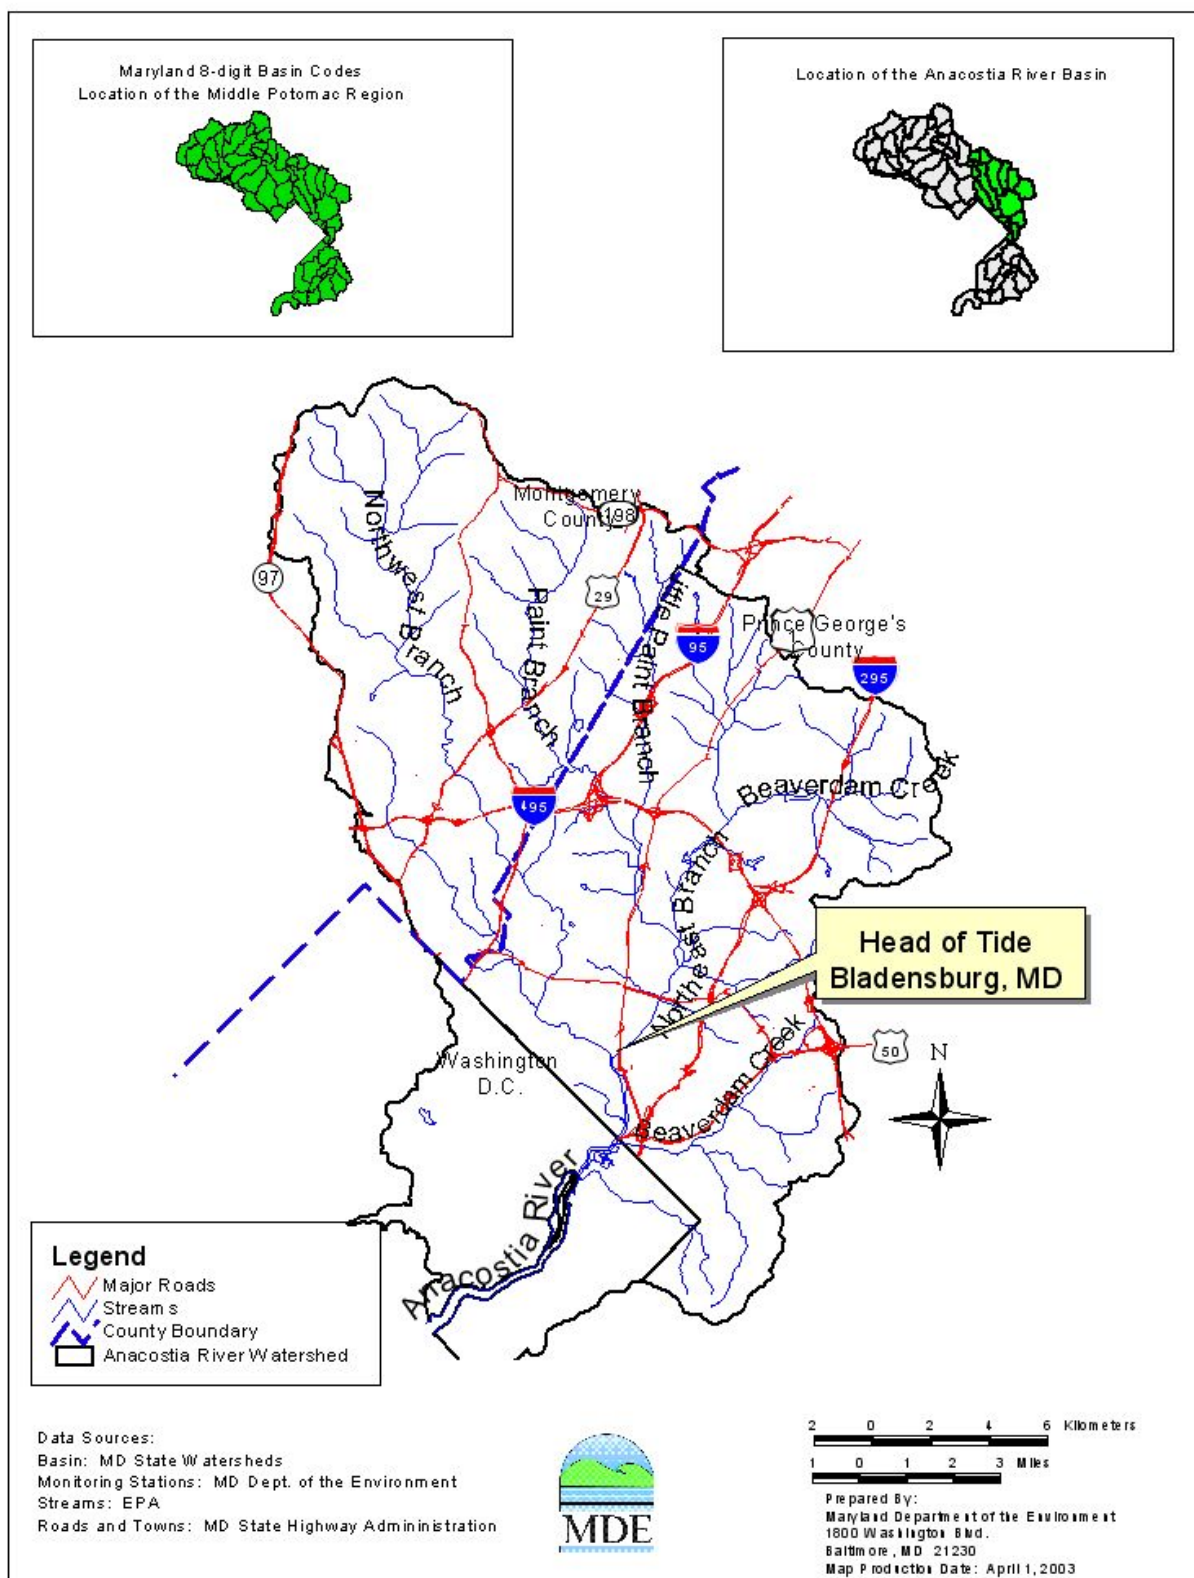 Maryland 8-digit Basin Codes
Location of the Middle Potomac Region
Location of the Anacostia River Basin
Montgomery
County
198
97
29
Northwest Branch
Paint Branch
Little Paint Branch
95
Prince George's
County
1
295
495
Beaverdam Creek
Northeast Branch
Head of Tide
Bladensburg, MD
Washington
D.C.
Beaverdam Creek
50
N
Anacostia River
Legend
Major Roads
Streams
County Boundary
Anacostia River Watershed
Data Sources:
Basin: MD State Watersheds
Monitoring Stations: MD Dept. of the Environment
Streams: EPA
Roads and Towns: MD State Highway Admininistration
MDE
2 0 2 4 6 Kilometers
1 0 1 2 3 Miles
Prepared By:
Maryland Department of the Environment
1800 Washington Blvd.
Baltimore, MD 21230
Map Production Date: April 1, 2003